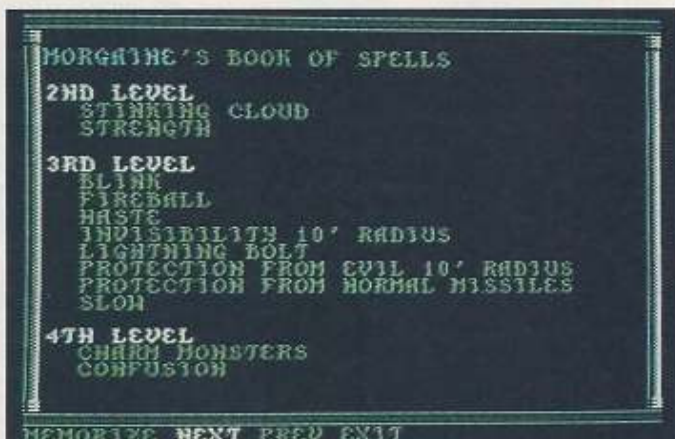 MORGAINE'S BOOK OF SPELLS
2ND LEVEL
STINKING CLOUD
STRENGTH
3RD LEVEL
BLINK
FIREBALL
HASTE
INVISIBILITY 10' RADIUS
LIGHTNING BOLT
PROTECTION FROM EVIL 10' RADIUS
PROTECTION FROM NORMAL MISSILES
SLOW
4TH LEVEL
CHARM MONSTERS
CONFUSION
MEMORIZE NEXT PREV EXIT